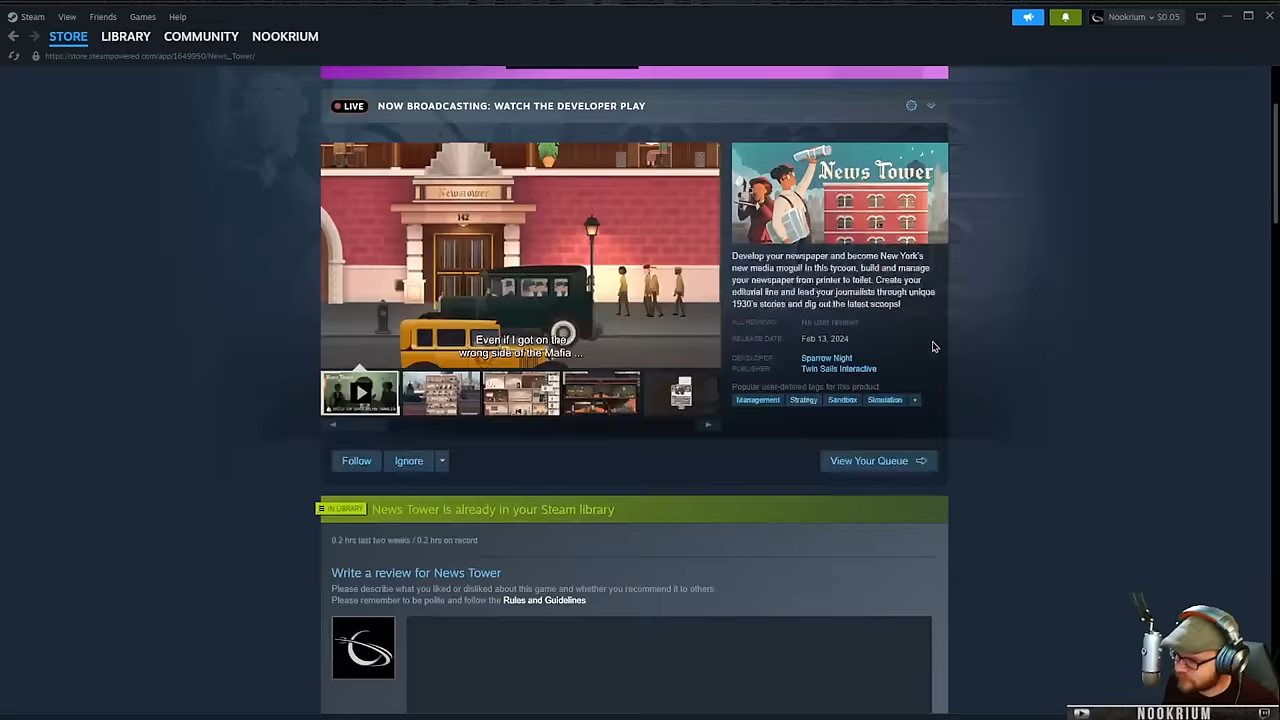 Steam View Friends Games Help
Nookrium $0.05
STORE LIBRARY COMMUNITY NOOKRIUM
https://store.steampowered.com/app/1649950/News_Tower/
LIVE NOW BROADCASTING: WATCH THE DEVELOPER PLAY
Newstower
142
Even if I got on the
wrong side of the Mafia ...
News Tower
Develop your newspaper and become New York's
new media mogul! In this tycoon, build and manage
your newspaper from printer to toilet. Create your
editorial line and lead your journalists through unique
1930's stories and dig out the latest scoops!
ALL REVIEWS: No user reviews
RELEASE DATE: Feb 13, 2024
DEVELOPER: Sparrow Night
PUBLISHER: Twin Sails Interactive
Popular user-defined tags for this product:
Management Strategy Sandbox Simulation +
Follow Ignore
View Your Queue
IN LIBRARY News Tower is already in your Steam library
0.2 hrs last two weeks / 0.2 hrs on record
Write a review for News Tower
Please describe what you liked or disliked about this game and whether you recommend it to others.
Please remember to be polite and follow the Rules and Guidelines.
NOOKRIUM